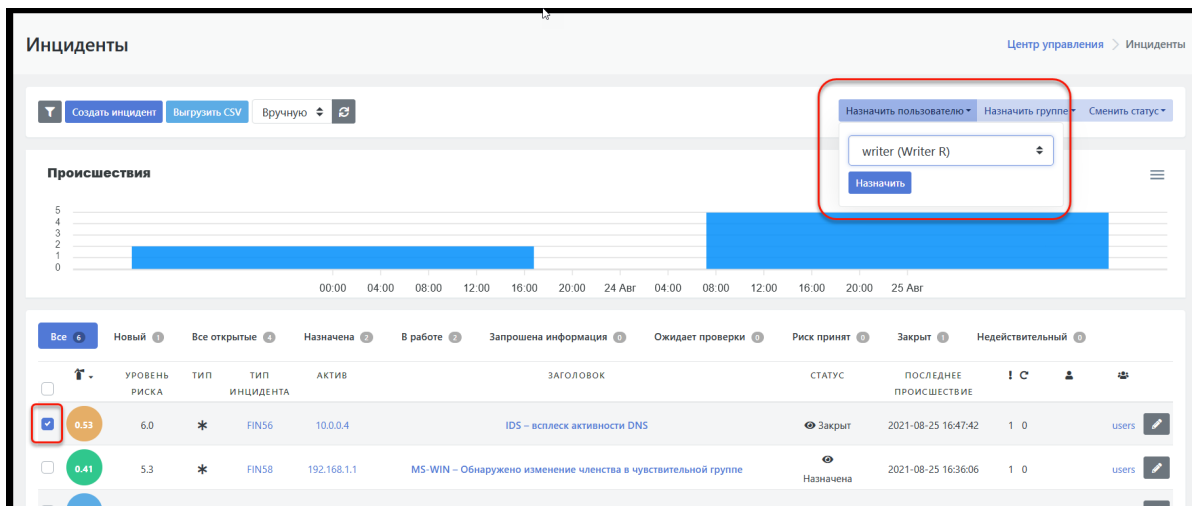 Инциденты
Центр управления > Инциденты
Создать инцидент Выгрузить CSV Вручную Назначить пользователю Назначить группе Сменить статус
writer (Writer R)
Назначить
Происшествия
5
4
3
2
1
0
00:00 04:00 08:00 12:00 16:00 20:00 24 Авг 04:00 08:00 12:00 16:00 20:00 25 Авг
Все 6 Новый 1 Все открытые 4 Назначена 2 В работе 2 Запрошена информация 0 Ожидает проверки 0 Риск принят 0 Закрыт 1 Недействительный 0
УРОВЕНЬ РИСКА ТИП ТИП ИНЦИДЕНТА АКТИВ ЗАГОЛОВОК СТАТУС ПОСЛЕДНЕЕ ПРОИСШЕСТВИЕ
0.53 6.0 FIN56 10.0.0.4 IDS – всплеск активности DNS Закрыт 2021-08-25 16:47:42 1 0 users
0.41 5.3 FIN58 192.168.1.1 MS-WIN – Обнаружено изменение членства в чувствительной группе Назначена 2021-08-25 16:36:06 1 0 users